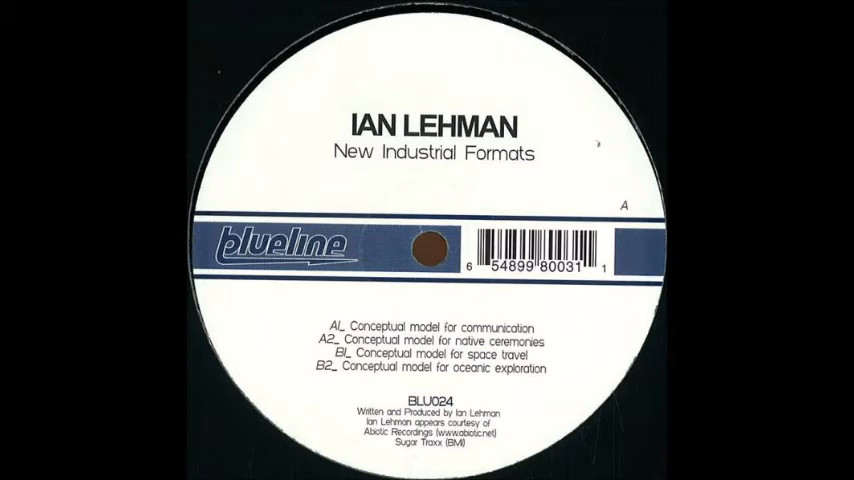 IAN LEHMAN
New Industrial Formats
A
blueline
6 54899 80031 1
A1_ Conceptual model for communication
A2_ Conceptual model for native ceremonies
B1_ Conceptual model for space travel
B2_ Conceptual model for oceanic exploration
BLU024
Written and Produced by Ian Lehman
Ian Lehman appears courtesy of
Abiotic Recordings (www.abiotic.net)
Sugar Traxx (BMI)